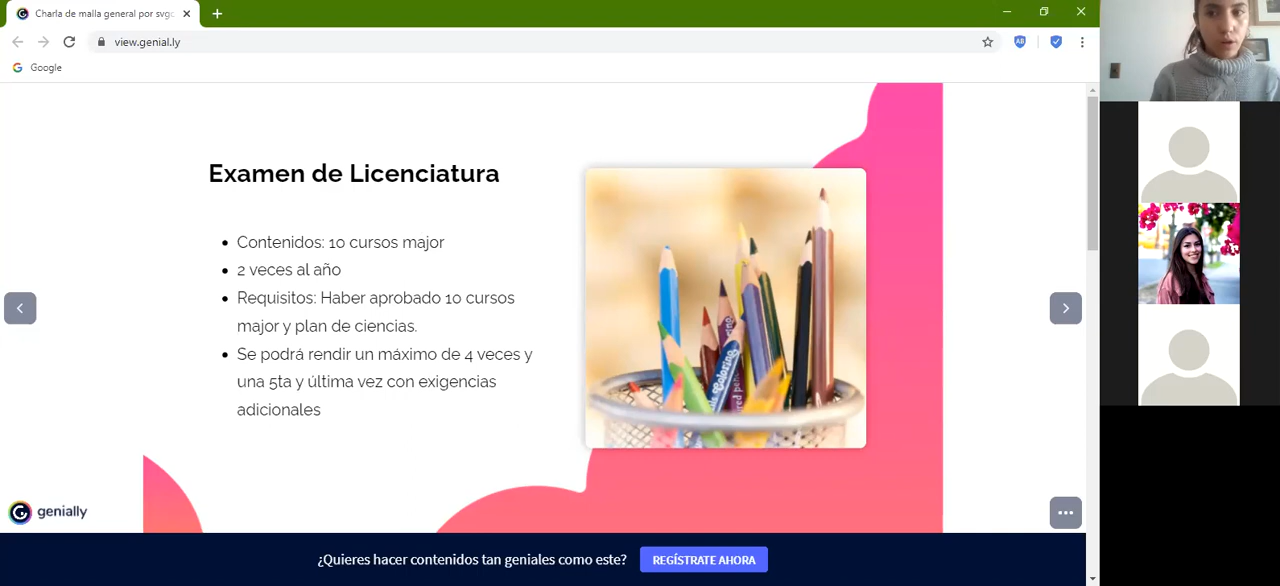 Charla de malla general por svgo
view.genial.ly
Google
Examen de Licenciatura
Contenidos: 10 cursos major
2 veces al año
Requisitos: Haber aprobado 10 cursos
major y plan de ciencias.
Se podrá rendir un máximo de 4 veces y
una 5ta y última vez con exigencias
adicionales
genially
¿Quieres hacer contenidos tan geniales como este?
REGÍSTRATE AHORA